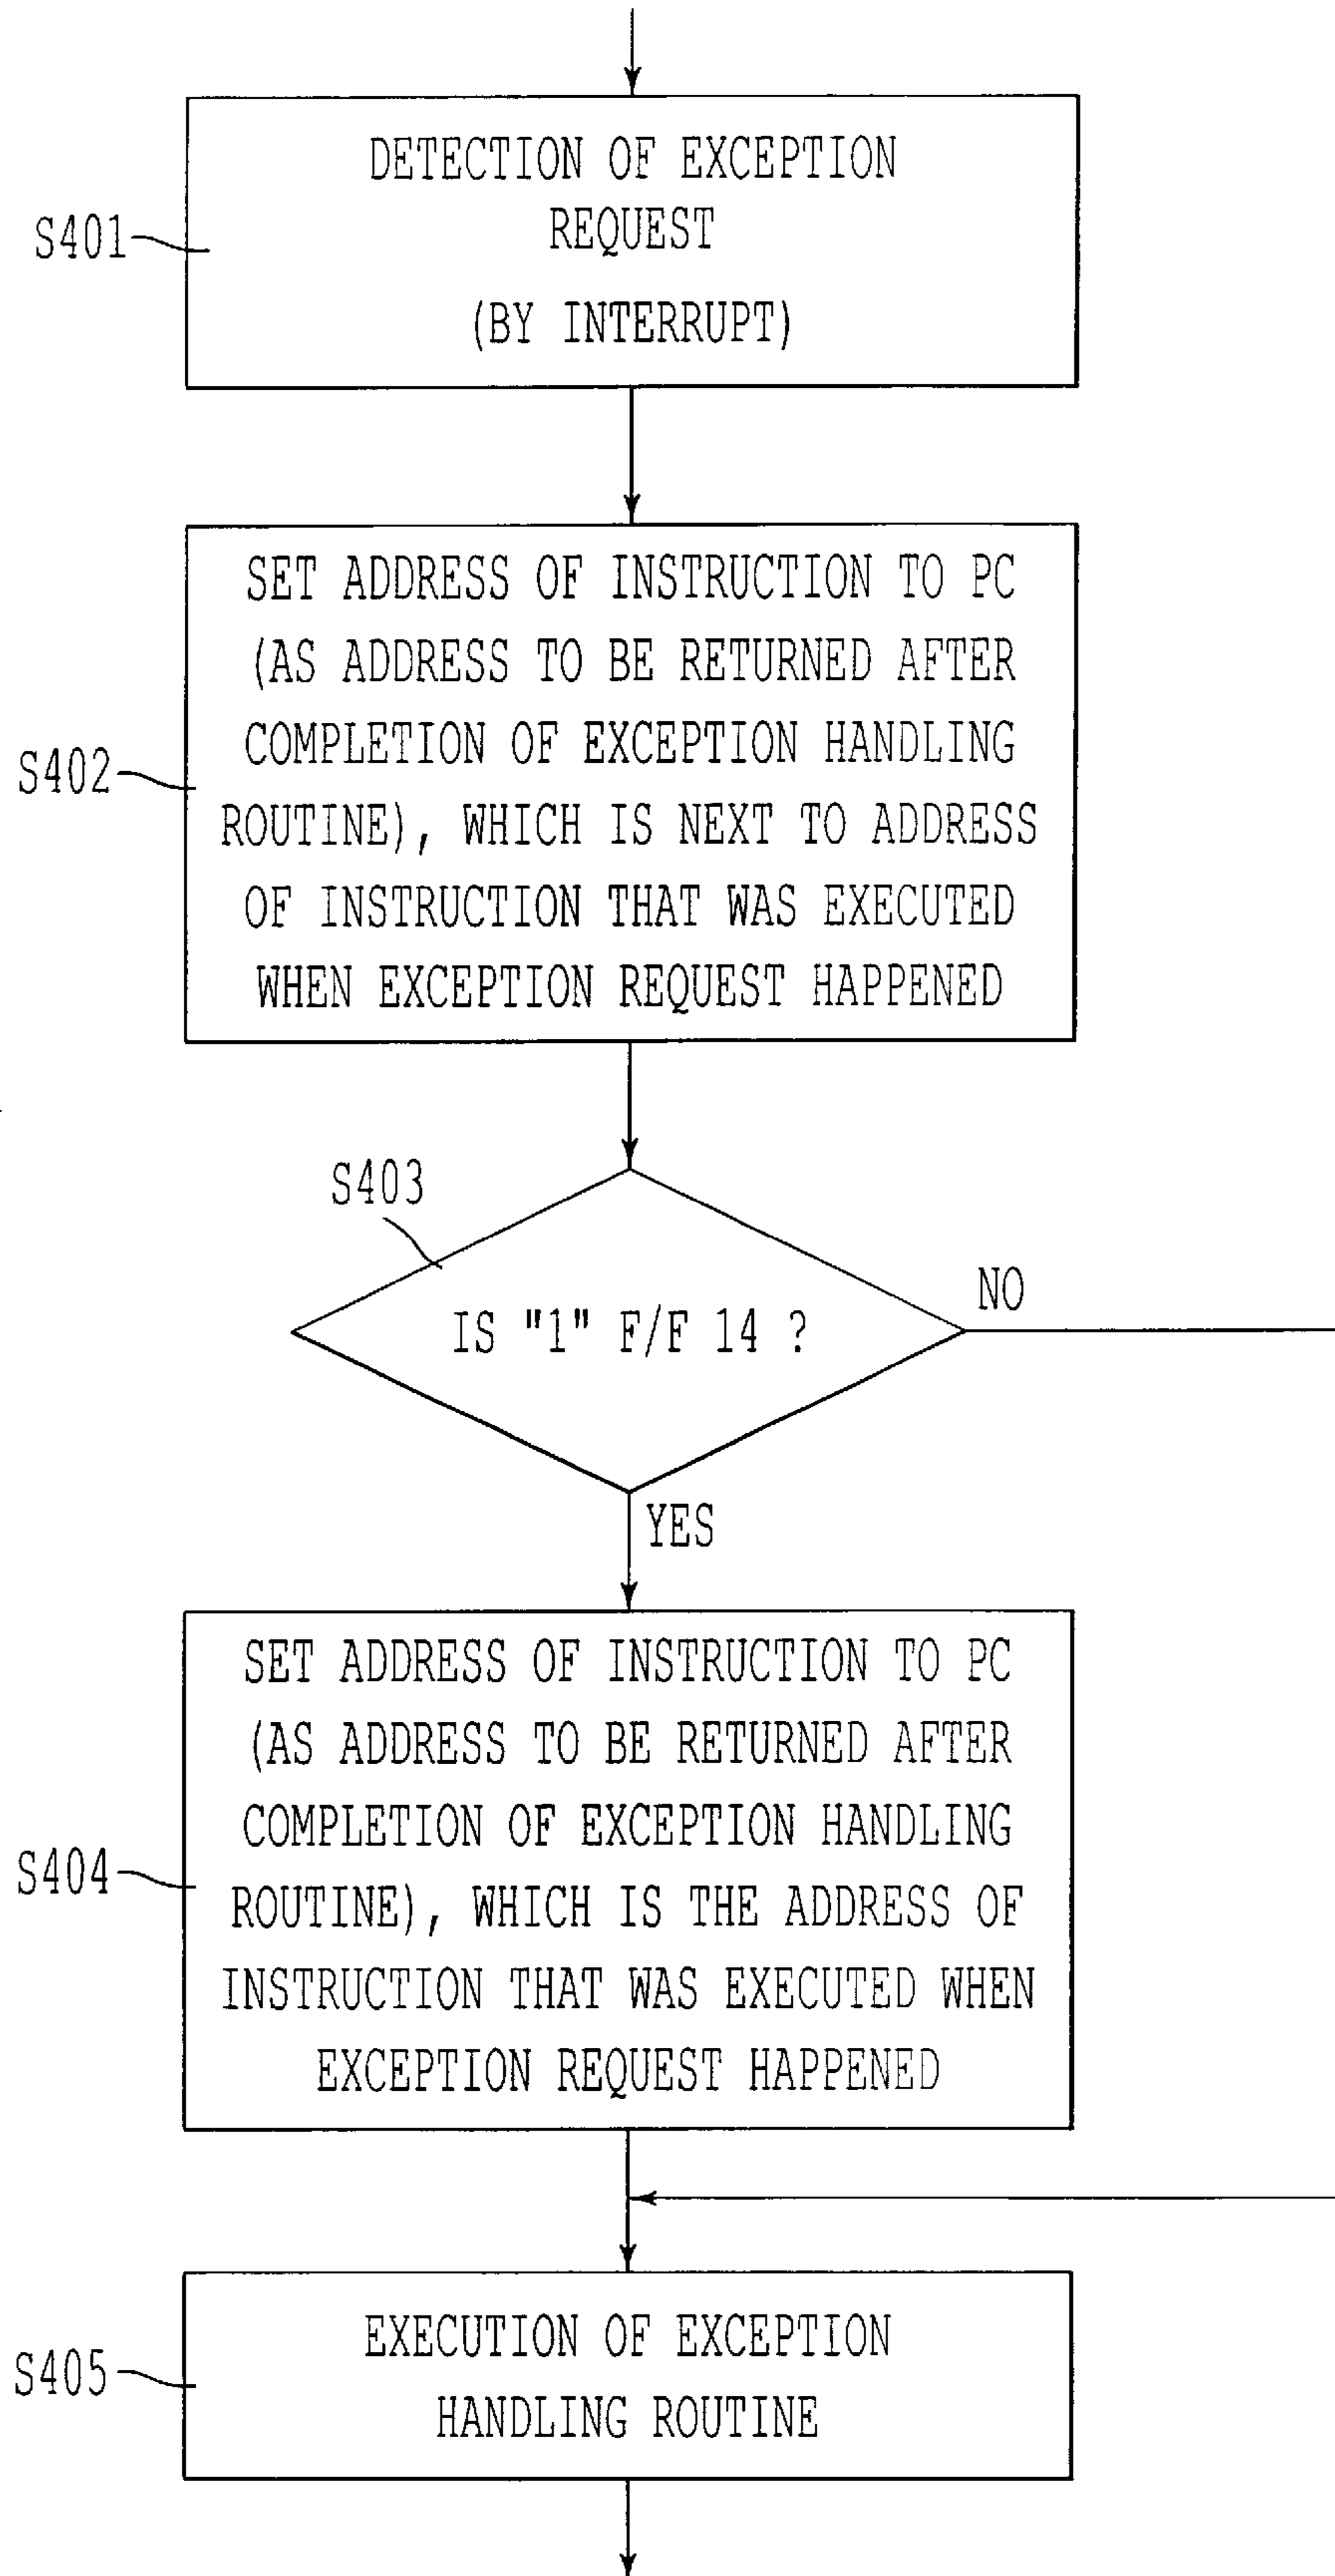 DETECTION OF EXCEPTION
REQUEST
(BY INTERRUPT)
S401
SET ADDRESS OF INSTRUCTION TO PC
(AS ADDRESS TO BE RETURNED AFTER
COMPLETION OF EXCEPTION HANDLING
ROUTINE), WHICH IS NEXT TO ADDRESS
OF INSTRUCTION THAT WAS EXECUTED
WHEN EXCEPTION REQUEST HAPPENED
S402
S403
IS "1" F/F 14 ?
NO
YES
SET ADDRESS OF INSTRUCTION TO PC
(AS ADDRESS TO BE RETURNED AFTER
COMPLETION OF EXCEPTION HANDLING
ROUTINE), WHICH IS THE ADDRESS OF
INSTRUCTION THAT WAS EXECUTED WHEN
EXCEPTION REQUEST HAPPENED
S404
EXECUTION OF EXCEPTION
HANDLING ROUTINE
S405